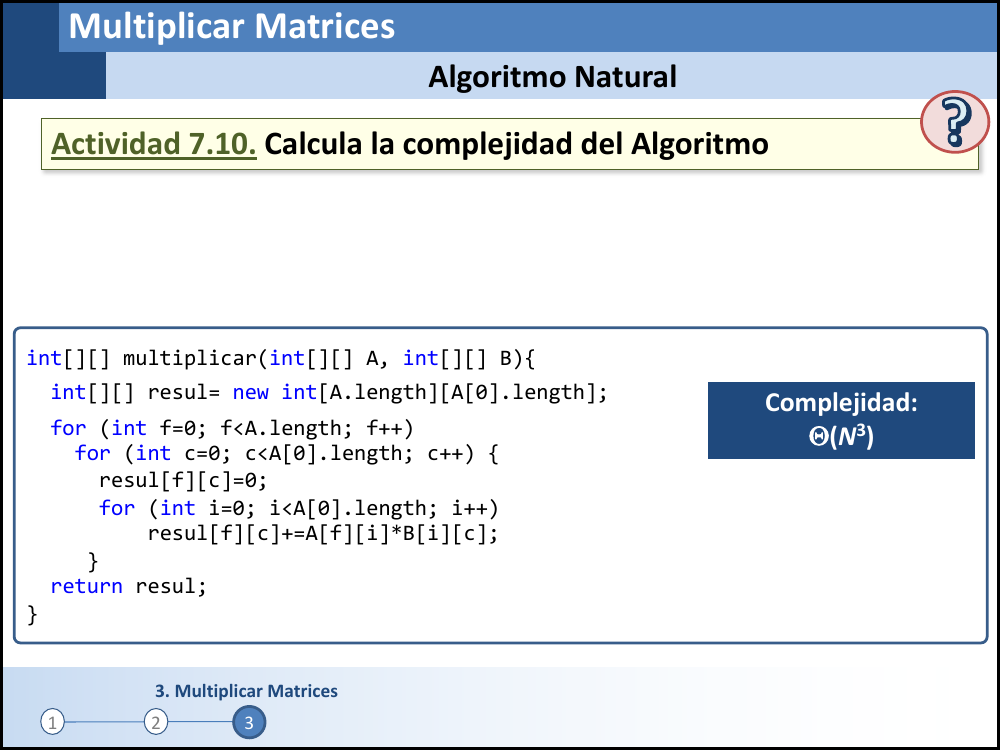 Multiplicar Matrices
Algoritmo Natural
?
Actividad 7.10. Calcula la complejidad del Algoritmo
int[][] multiplicar(int[][] A, int[][] B){
  int[][] resul= new int[A.length][A[0].length];
  for (int f=0; f<A.length; f++)
    for (int c=0; c<A[0].length; c++) {
      resul[f][c]=0;
      for (int i=0; i<A[0].length; i++)
          resul[f][c]+=A[f][i]*B[i][c];
     }
  return resul;
}
Complejidad:
Θ(N³)
3. Multiplicar Matrices
1 2 3